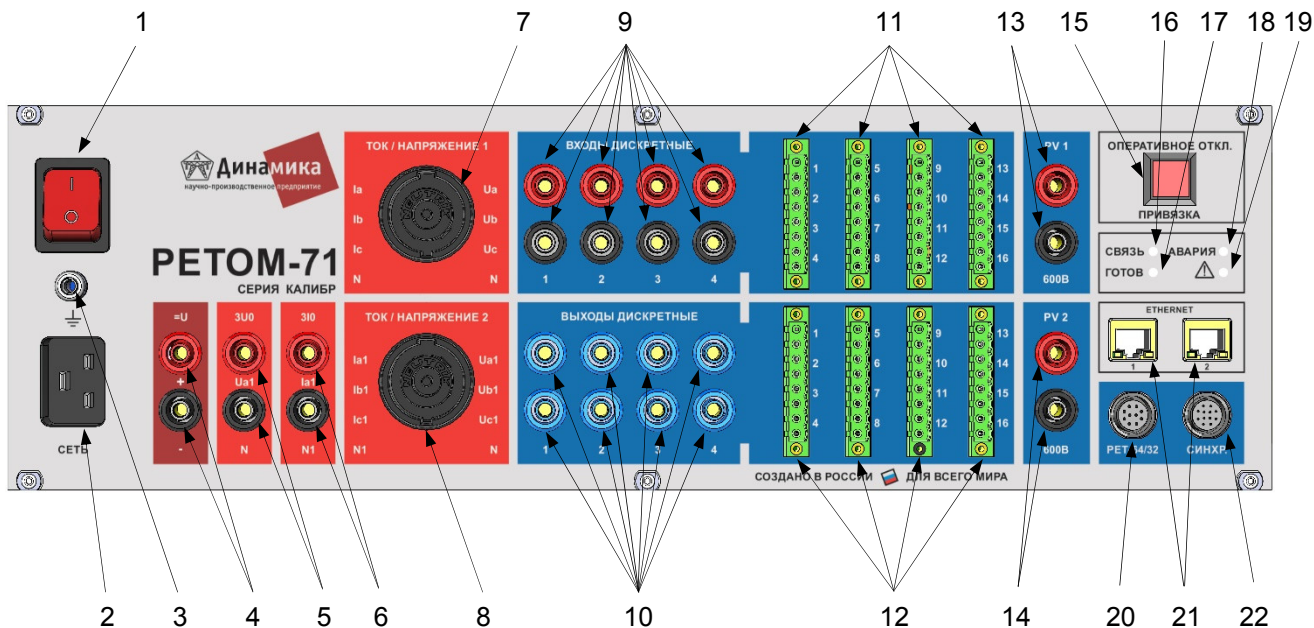 1 7 9 11 13 15 16 17 18 19
Динамика
научно-производственное предприятие
РЕТОМ-71
СЕРИЯ КАЛИБР
СЕТЬ
=U
+
-
3U0
Ua1
N
3I0
Ia1
N1
ТОК / НАПРЯЖЕНИЕ 1
Ia Ua
Ib Ub
Ic Uc
N N
ТОК / НАПРЯЖЕНИЕ 2
Ia1 Ua1
Ib1 Ub1
Ic1 Uc1
N1 N
ВХОДЫ ДИСКРЕТНЫЕ
1 2 3 4
ВЫХОДЫ ДИСКРЕТНЫЕ
1 2 3 4
1 5 9 13
2 6 10 14
3 7 11 15
4 8 12 16
1 5 9 13
2 6 10 14
3 7 11 15
4 8 12 16
СОЗДАНО В РОССИИ ДЛЯ ВСЕГО МИРА
PV 1
600В
PV 2
600В
ОПЕРАТИВНОЕ ОТКЛ.
ПРИВЯЗКА
СВЯЗЬ АВАРИЯ
ГОТОВ
ETHERNET
1 2
РЕТ-64/32 СИНХР.
2 3 4 5 6 8 10 12 14 20 21 22